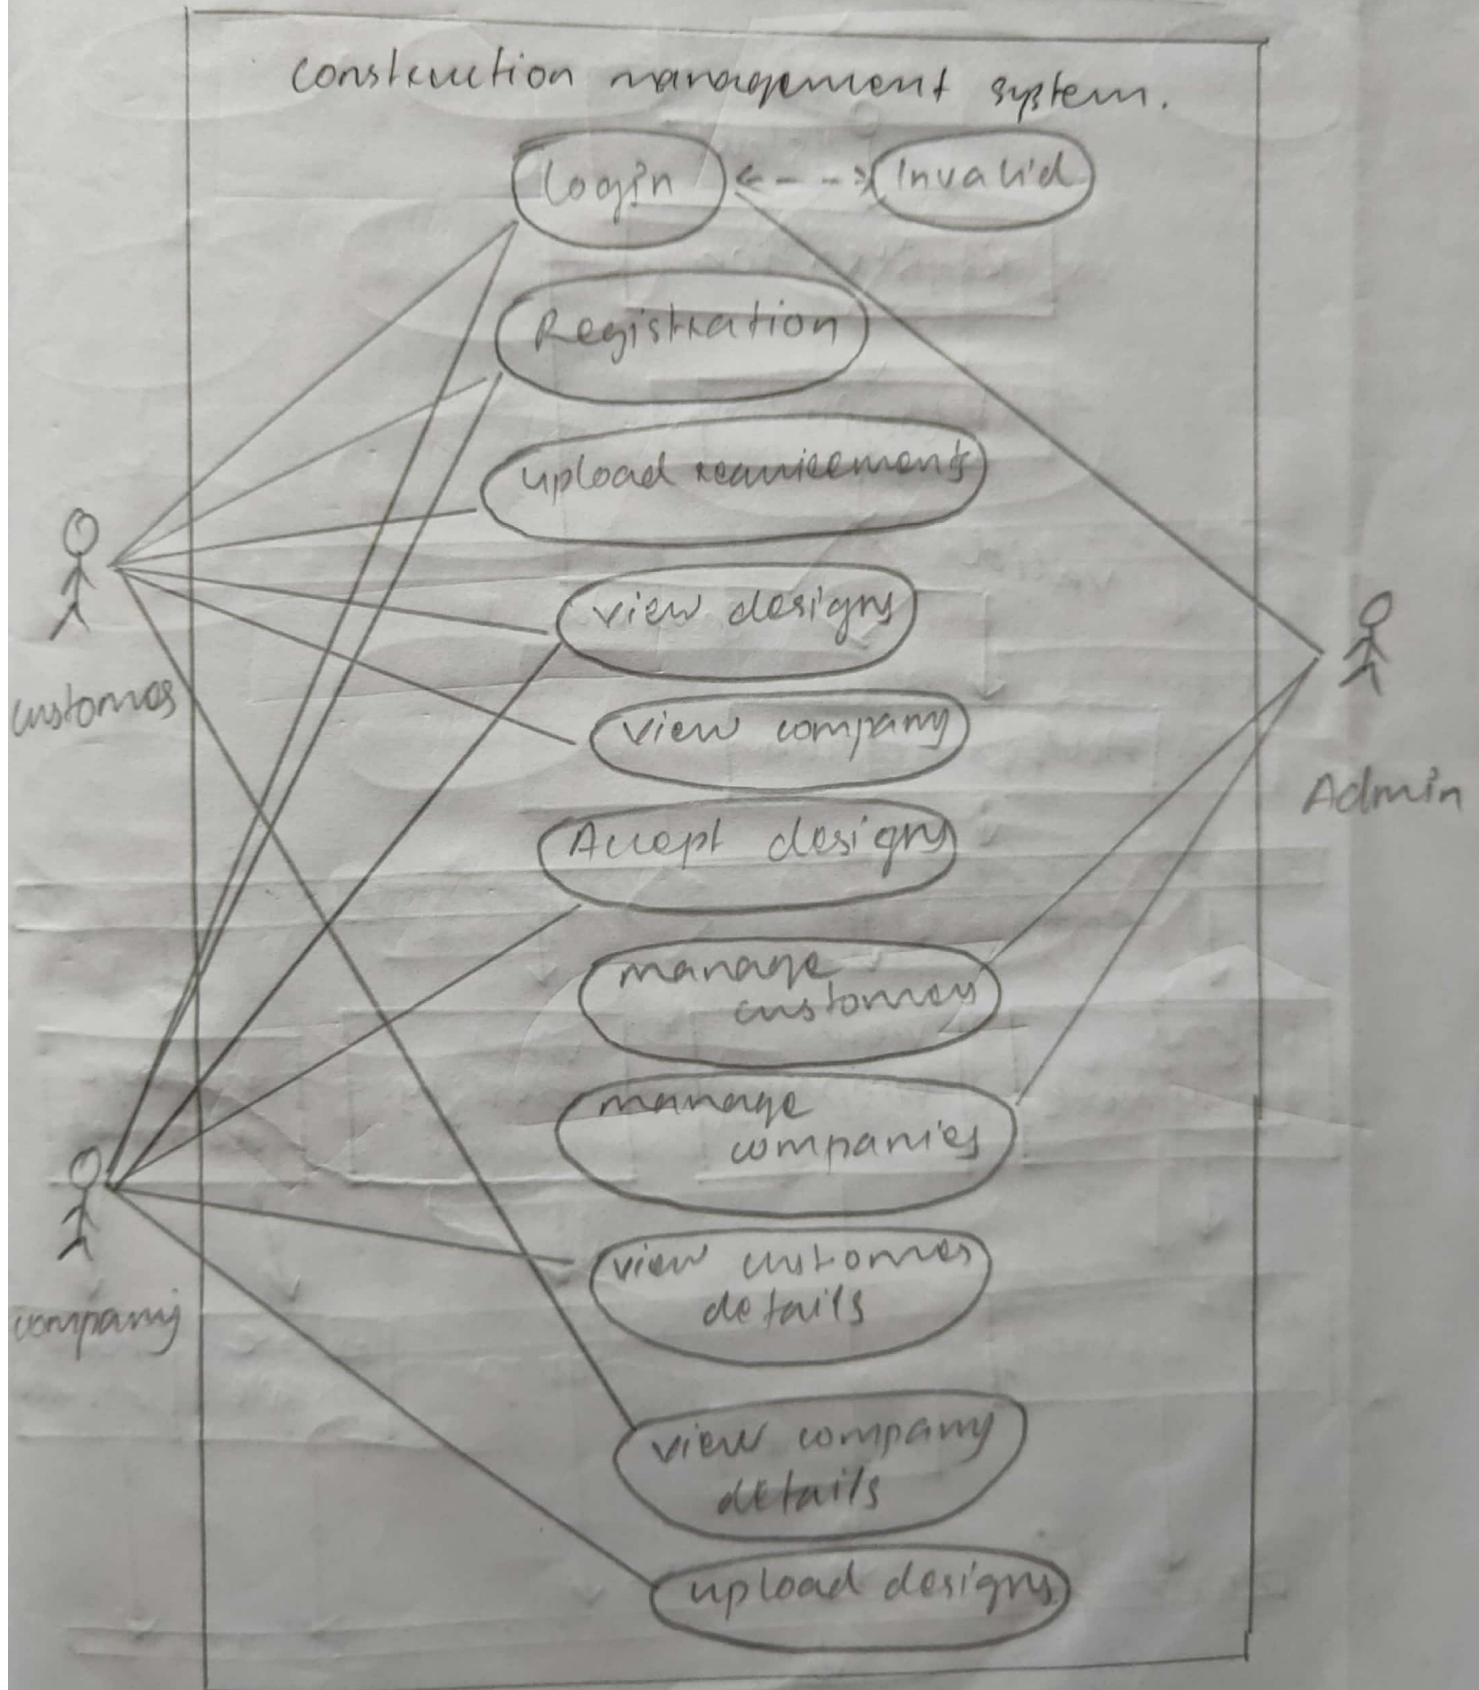 Construction management system.
Login
Invalid
Registration
upload requirements
view designs
customer
view company
Admin
Accept designs
manage
customers
manage
companies
view customer
details
company
view company
details
upload designs